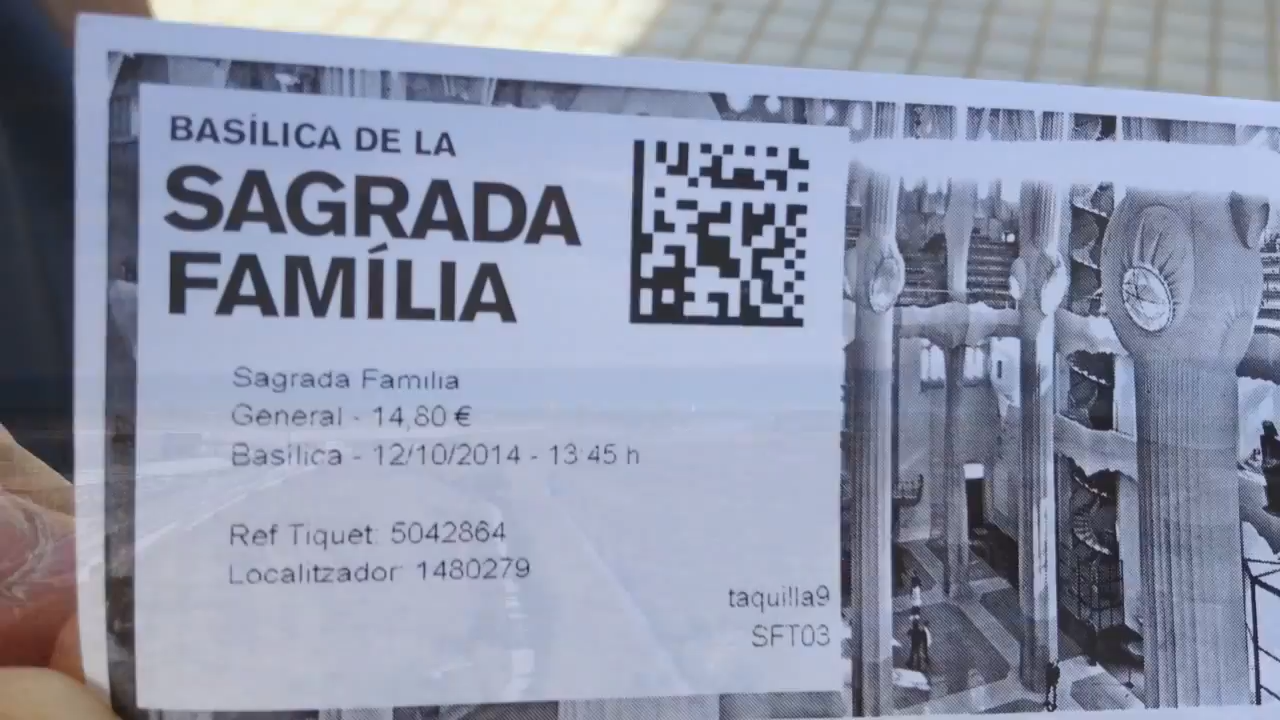 BASÍLICA DE LA
SAGRADA
FAMÍLIA
Sagrada Familia
General - 14,80 €
Basílica - 12/10/2014 - 13:45 h
Ref Tiquet: 5042864
Localitzador: 1480279
taquilla9
SFT03